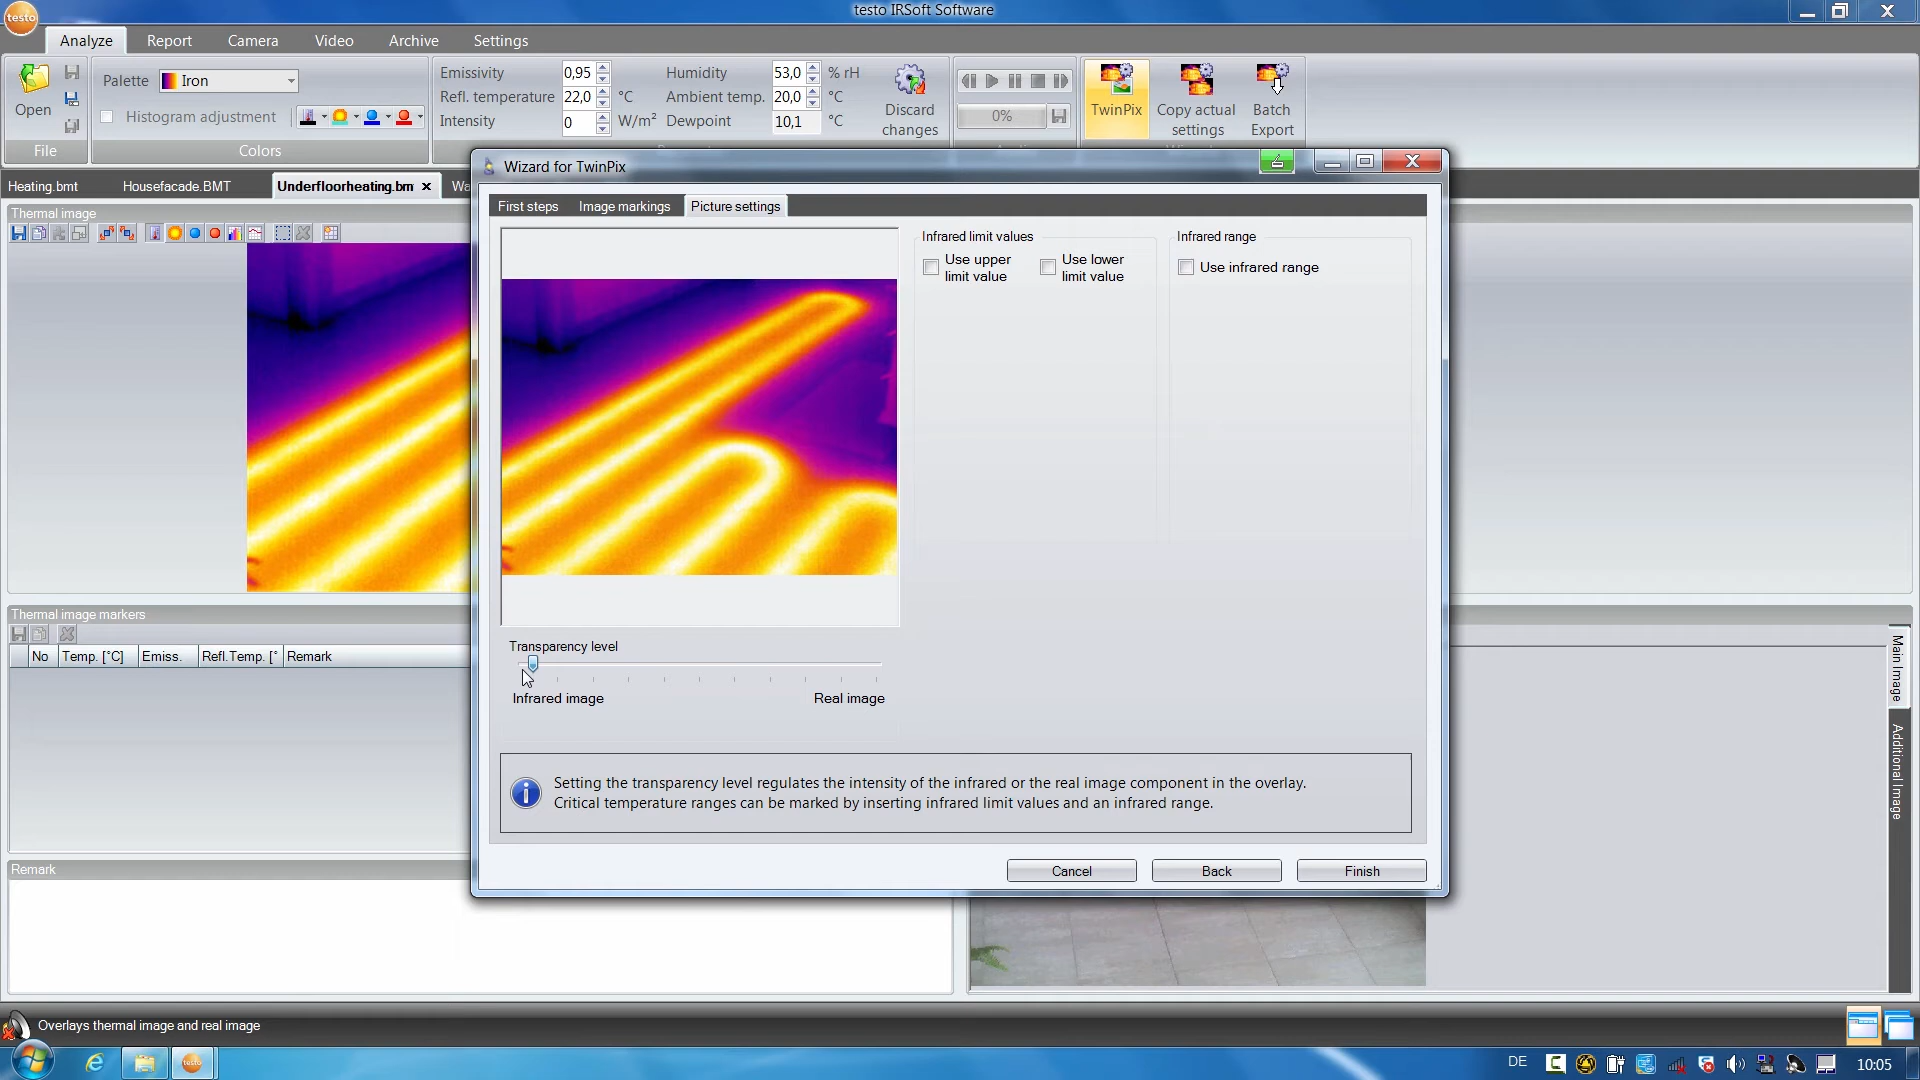 testo
testo IRSoft Software
Analyze
Report
Camera
Video
Archive
Settings
Open
File
Palette
Iron
Histogram adjustment
Colors
Emissivity
0,95
Refl. temperature
22,0
°C
Intensity
0
W/m²
Humidity
53,0
% rH
Ambient temp.
20,0
°C
Dewpoint
10,1
°C
Discard
changes
0%
TwinPix
Copy actual
settings
Batch
Export
Heating.bmt
Housefacade.BMT
Underfloorheating.bm
Wa
Thermal image
Wizard for TwinPix
First steps
Image markings
Picture settings
Infrared limit values
Use upper
limit value
Use lower
limit value
Infrared range
Use infrared range
Transparency level
Infrared image
Real image
Setting the transparency level regulates the intensity of the infrared or the real image component in the overlay.
Critical temperature ranges can be marked by inserting infrared limit values and an infrared range.
Cancel
Back
Finish
Thermal image markers
No
Temp. [°C]
Emiss.
Refl.Temp. [°
Remark
Main Image
Additional Image
Remark
Overlays thermal image and real image
testo
DE
10:05